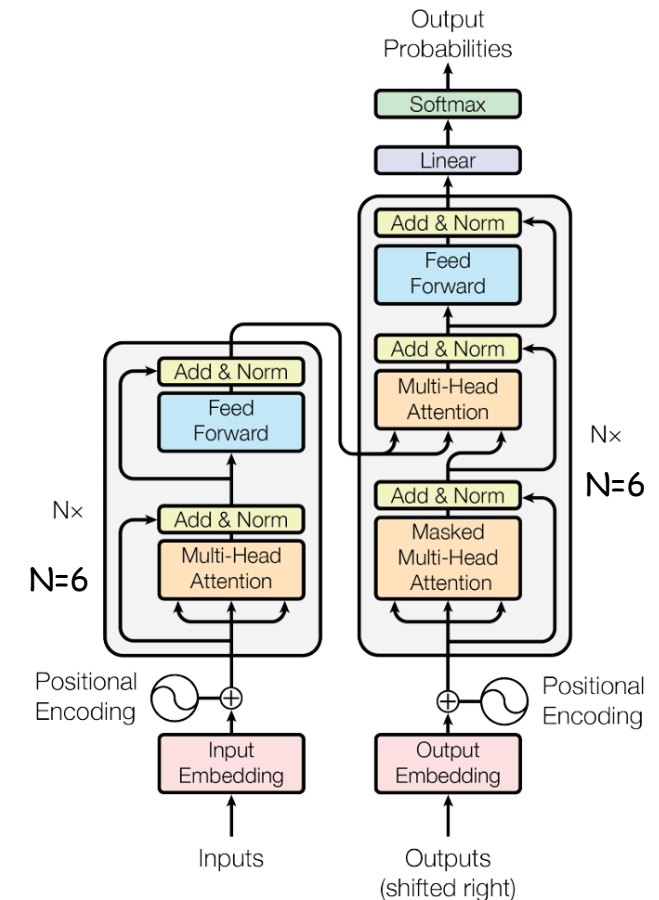 Output
Probabilities
Softmax
Linear
Add & Norm
Feed
Forward
Add & Norm
Multi-Head
Attention
Add & Norm
Masked
Multi-Head
Attention
N×
N=6
Add & Norm
Feed
Forward
Add & Norm
Multi-Head
Attention
N×
N=6
Positional
Encoding
Positional
Encoding
Input
Embedding
Output
Embedding
Inputs
Outputs
(shifted right)